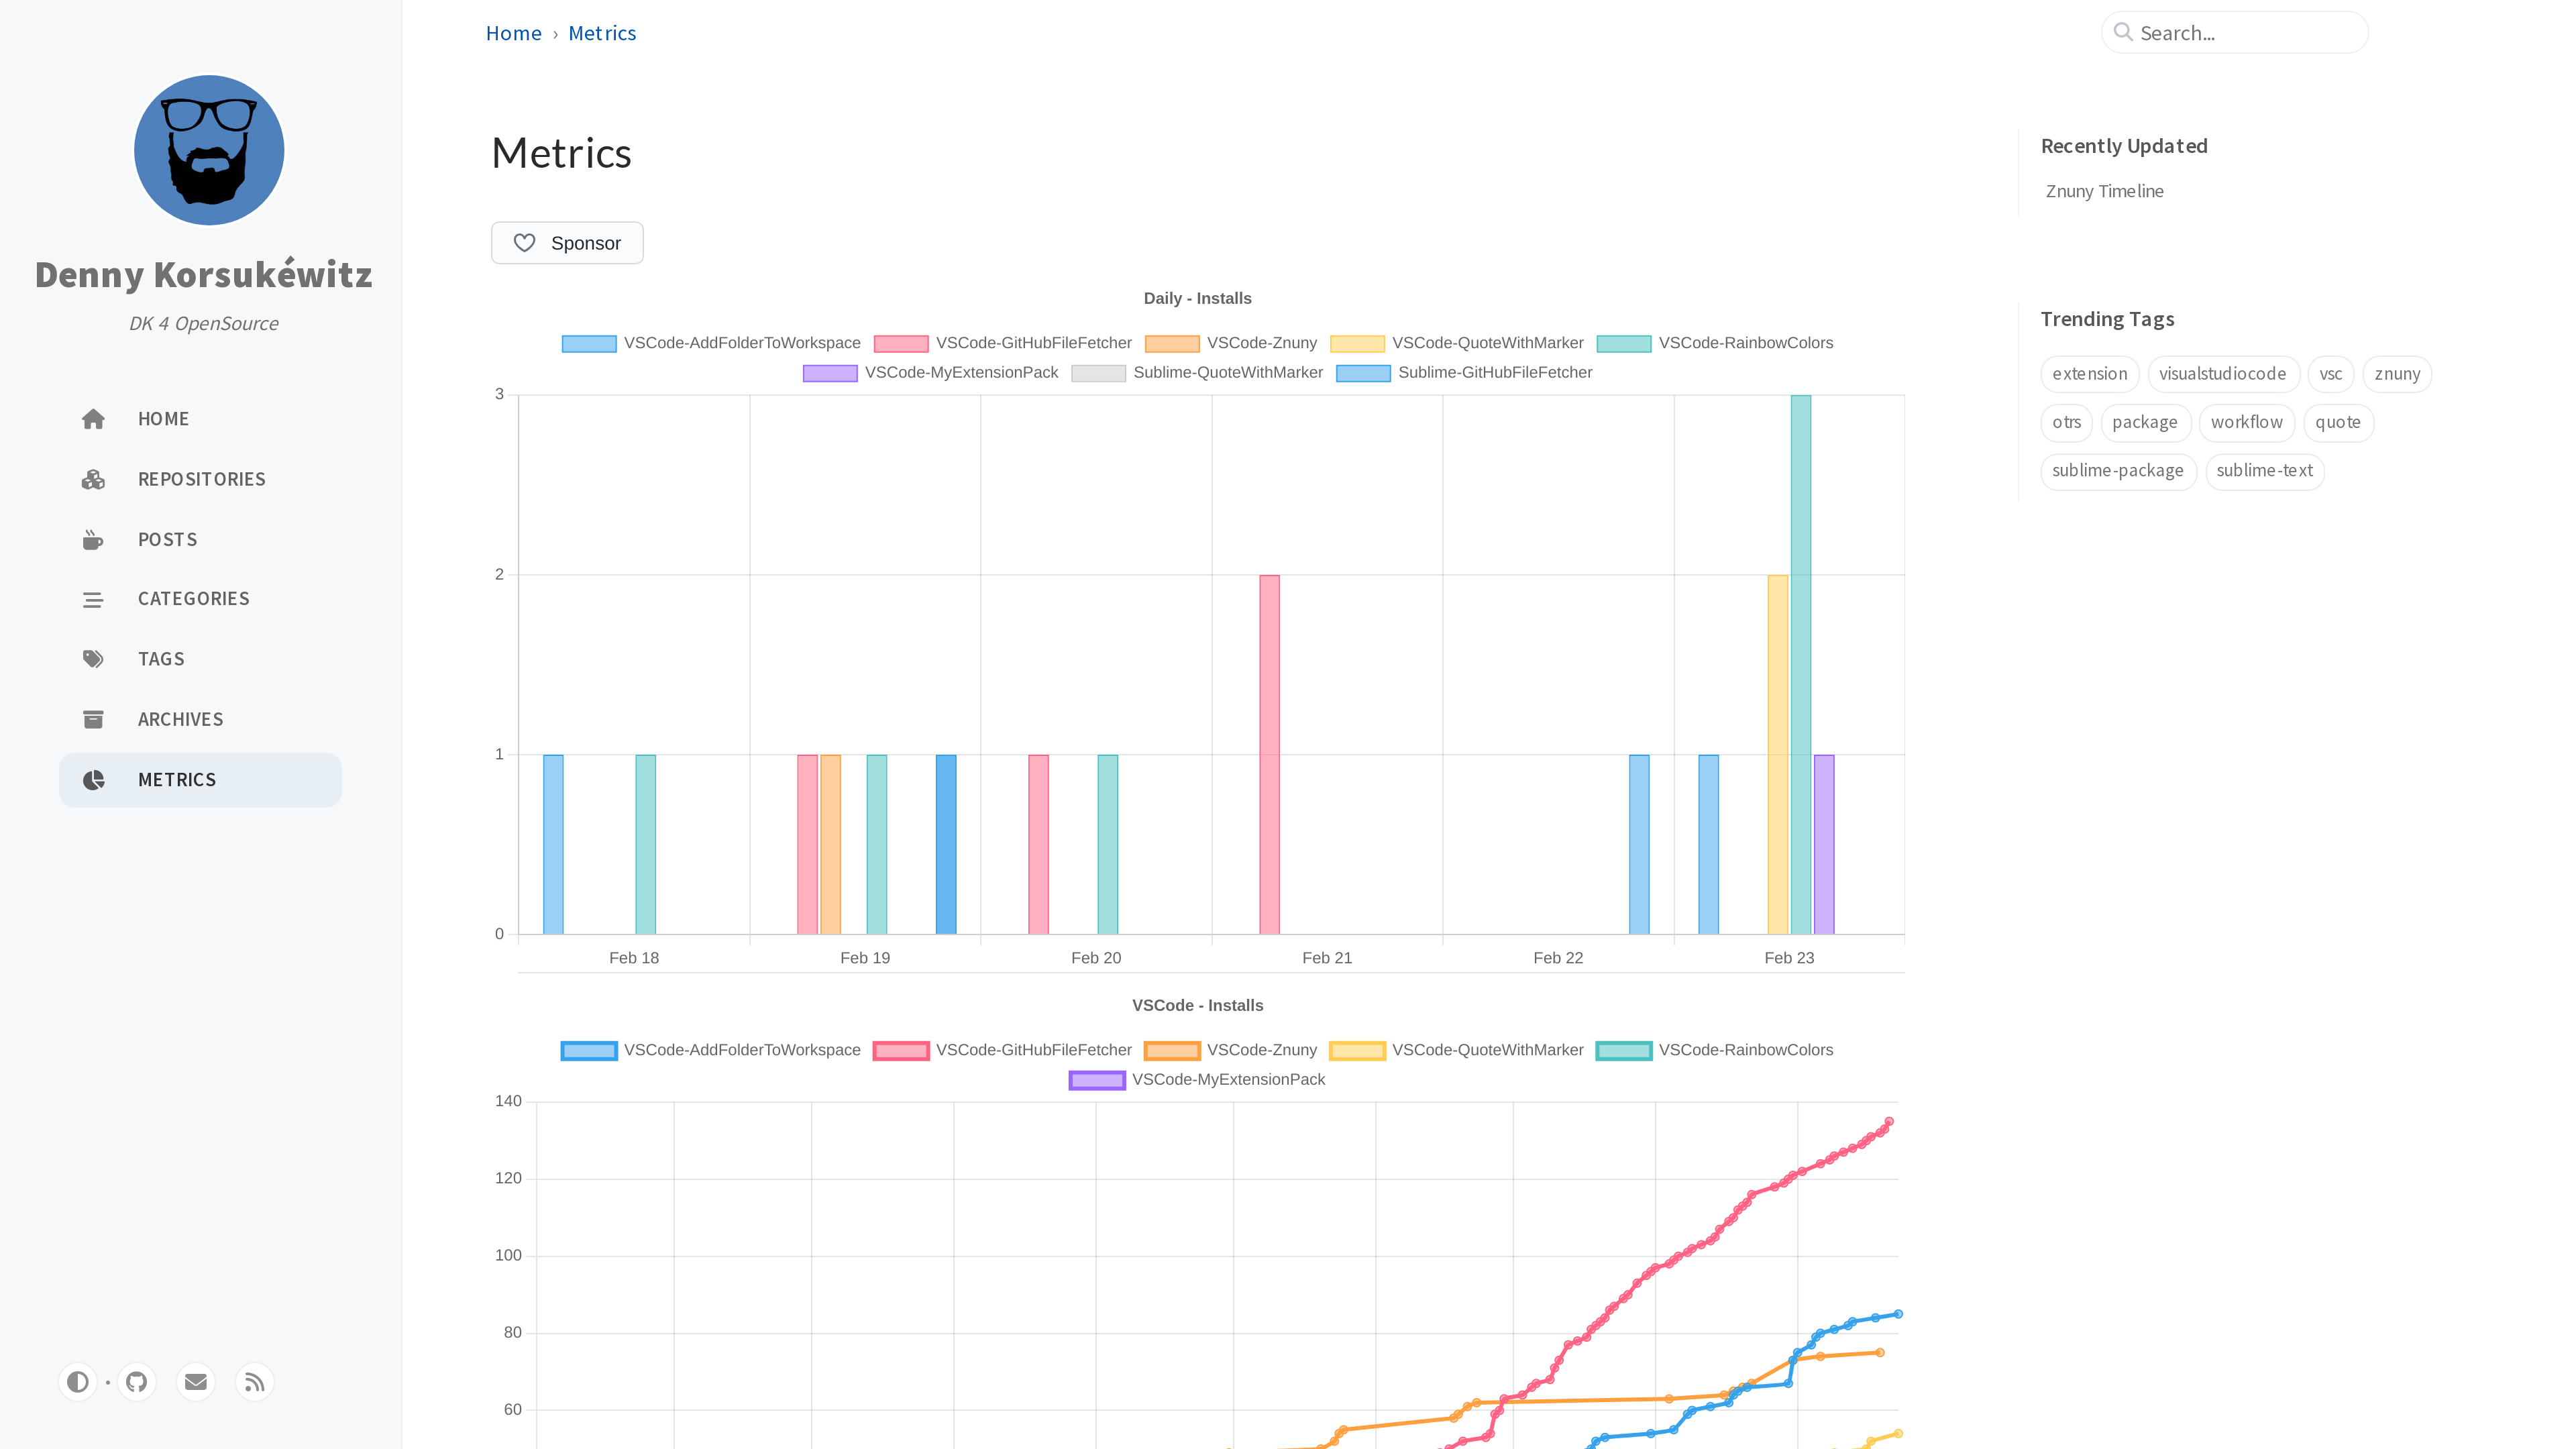 Home › Metrics
Search...
Denny Korsukéwitz
DK 4 OpenSource
HOME
REPOSITORIES
POSTS
CATEGORIES
TAGS
ARCHIVES
METRICS
Metrics
Sponsor
Daily - Installs
VSCode-AddFolderToWorkspace VSCode-GitHubFileFetcher VSCode-Znuny VSCode-QuoteWithMarker VSCode-RainbowColors
VSCode-MyExtensionPack Sublime-QuoteWithMarker Sublime-GitHubFileFetcher
3
2
1
0
Feb 18 Feb 19 Feb 20 Feb 21 Feb 22 Feb 23
VSCode - Installs
VSCode-AddFolderToWorkspace VSCode-GitHubFileFetcher VSCode-Znuny VSCode-QuoteWithMarker VSCode-RainbowColors
VSCode-MyExtensionPack
140
120
100
80
60
Recently Updated
Znuny Timeline
Trending Tags
extension visualstudiocode vsc znuny
otrs package workflow quote
sublime-package sublime-text